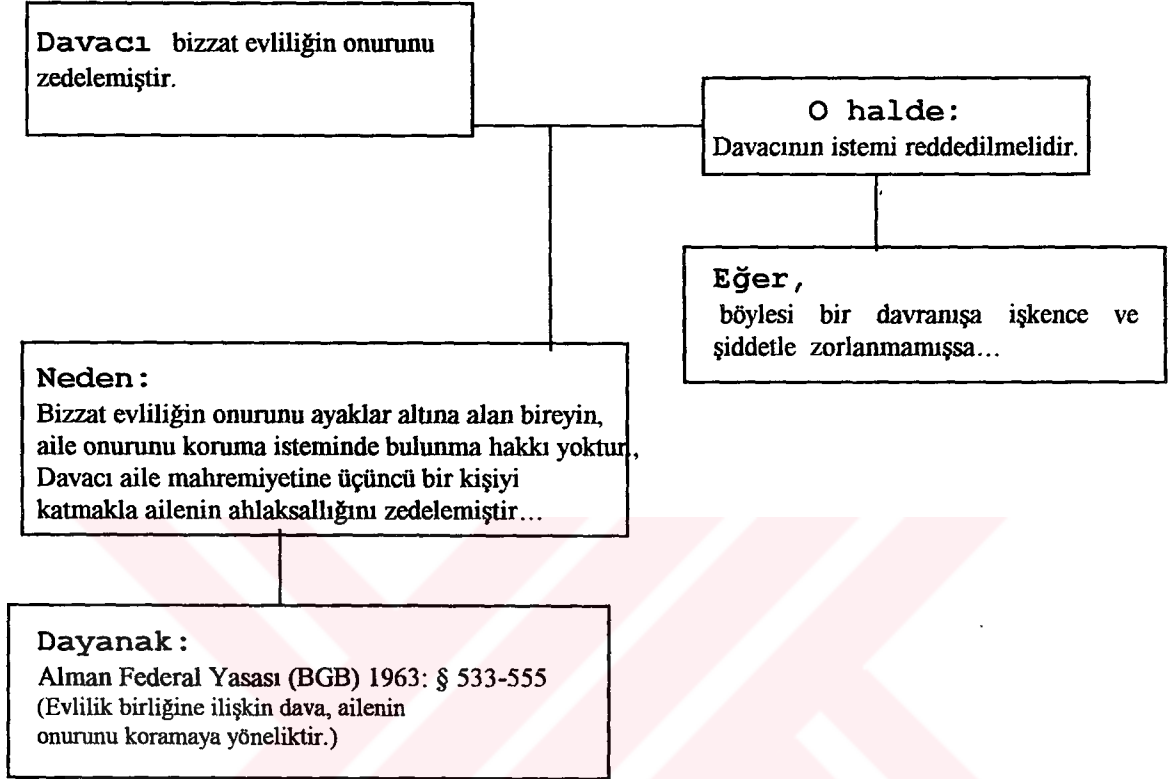 Davacı bizzat evliliğin onurunu
zedelemiştir.
O halde:
Davacının istemi reddedilmelidir.
Eğer,
böylesi bir davranışa işkence ve
şiddetle zorlanmamışsa...
Neden:
Bizzat evliliğin onurunu ayaklar altına alan bireyin,
aile onurunu koruma isteminde bulunma hakkı yoktur.,
Davacı aile mahremiyetine üçüncü bir kişiyi
katmakla ailenin ahlaksallığını zedelemiştir...
Dayanak:
Alman Federal Yasası (BGB) 1963: § 533-555
(Evlilik birliğine ilişkin dava, ailenin
onurunu koramaya yöneliktir.)